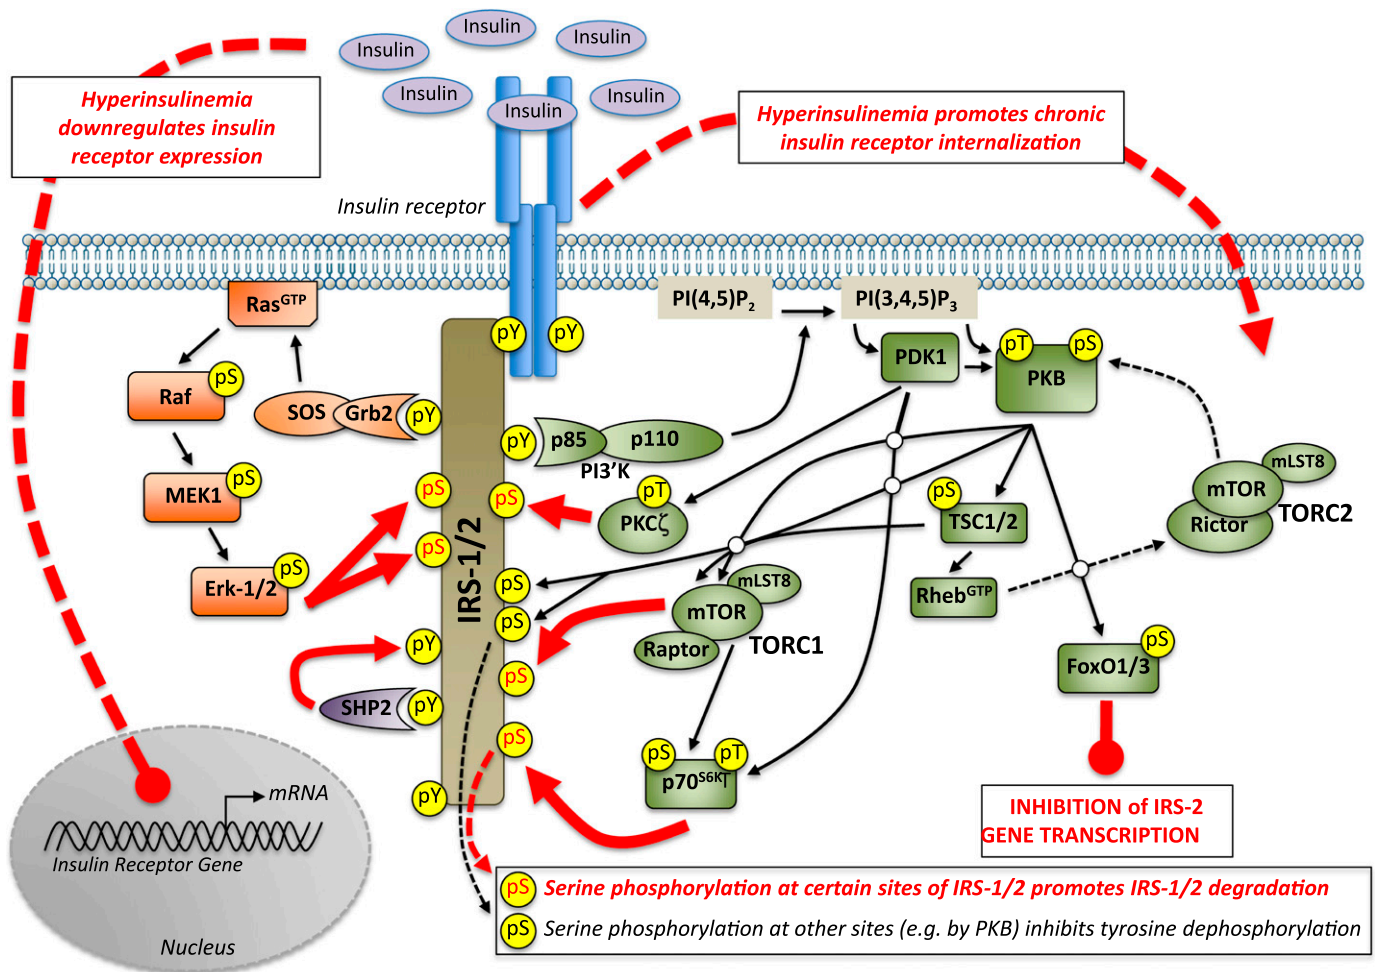 Insulin
Insulin
Insulin
Insulin
Insulin
Insulin
Hyperinsulinemia
downregulates insulin
receptor expression
Hyperinsulinemia promotes chronic
insulin receptor internalization
Insulin receptor
Ras^GTP
PI(4,5)P₂
PI(3,4,5)P₃
pY
pY
PDK1
pT
pS
PKB
Raf
pS
SOS
Grb2
pY
pY
p85
p110
PI3'K
MEK1
pS
pS
pS
pT
PKCζ
pS
TSC1/2
mLST8
mTOR
Rictor
TORC2
IRS-1/2
pS
Erk-1/2
pS
pS
pS
mLST8
mTOR
Raptor
TORC1
Rheb^GTP
pY
pS
pS
FoxO1/3
SHP2
pY
pS
pS
pT
p70^S6K
pY
INHIBITION of IRS-2
GENE TRANSCRIPTION
mRNA
Insulin Receptor Gene
Nucleus
pS Serine phosphorylation at certain sites of IRS-1/2 promotes IRS-1/2 degradation
pS Serine phosphorylation at other sites (e.g. by PKB) inhibits tyrosine dephosphorylation